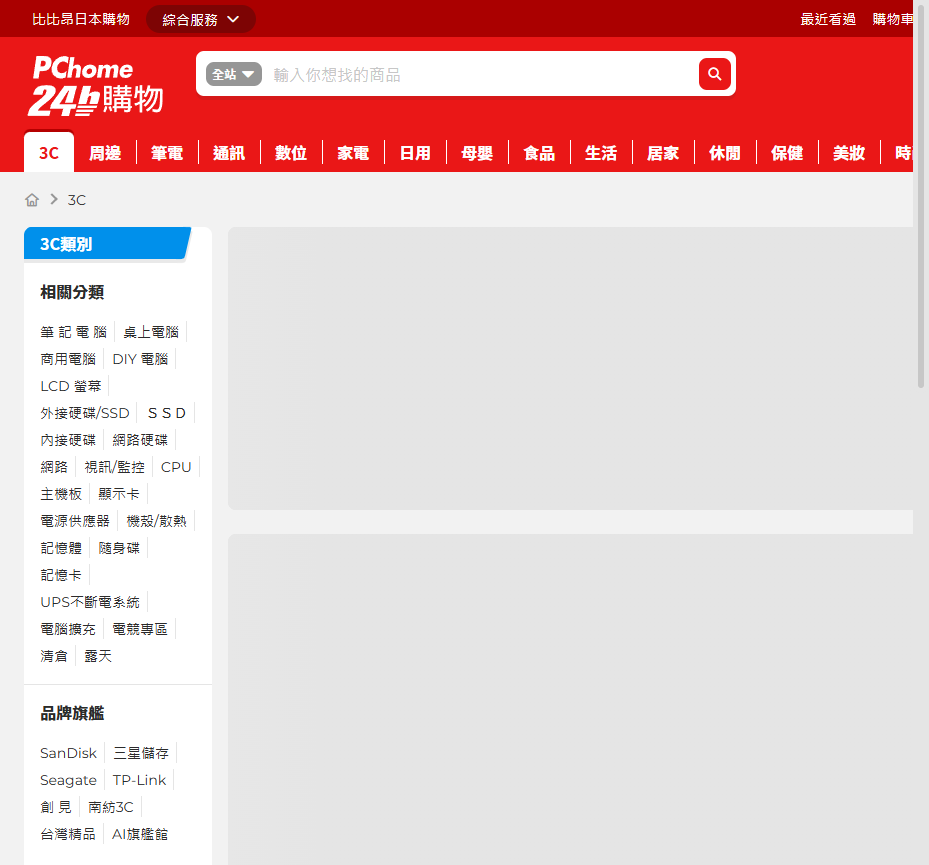 比比昂日本購物 綜合服務 最近看過 購物車
PChome
24h購物
全站 輸入你想找的商品
3C 周邊 筆電 通訊 數位 家電 日用 母嬰 食品 生活 居家 休閒 保健 美妝 時
3C
3C類別
相關分類
筆 記 電 腦 桌上電腦
商用電腦 DIY 電腦
LCD 螢幕
外接硬碟/SSD ＳＳＤ
內接硬碟 網路硬碟
網路 視訊/監控 CPU
主機板 顯示卡
電源供應器 機殼/散熱
記憶體 隨身碟
記憶卡
UPS不斷電系統
電腦擴充 電競專區
清倉 露天
品牌旗艦
SanDisk 三星儲存
Seagate TP-Link
創 見 南紡3C
台灣精品 AI旗艦館